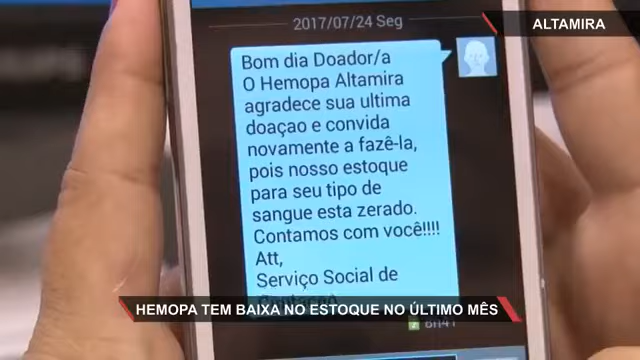 2017/07/24 Seg
ALTAMIRA
Bom dia Doador/a
O Hemopa Altamira
agradece sua ultima
doaçao e convida
novamente a fazê-la,
pois nosso estoque
para seu tipo de
sangue esta zerado.
Contamos com você!!!!
Att,
Serviço Social de
HEMOPA TEM BAIXA NO ESTOQUE NO ÚLTIMO MÊS
8h41